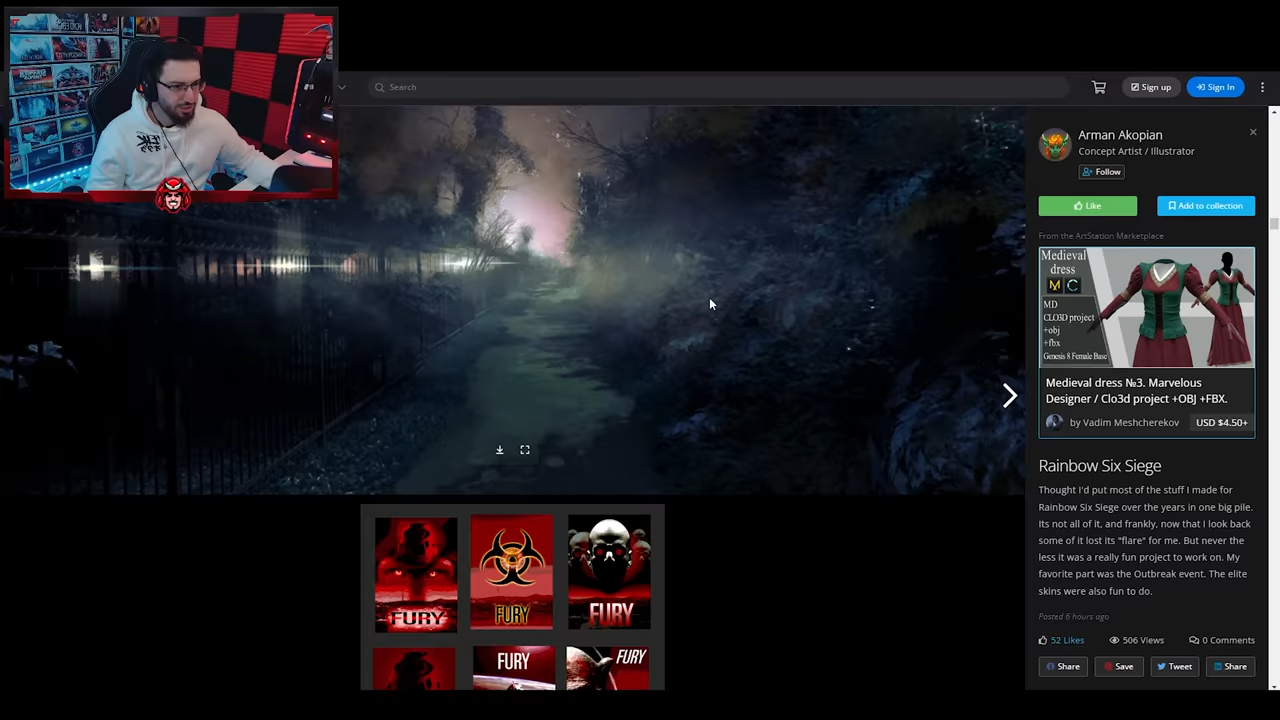 Search
Sign up
Sign In
Arman Akopian
Concept Artist / Illustrator
Follow
Like
Add to collection
From the ArtStation Marketplace
Medieval
dress
M C
MD
CLO3D project
+obj
+fbx
Genesis 8 Female Base
Medieval dress №3. Marvelous
Designer / Clo3d project +OBJ +FBX.
by Vadim Meshcherekov
USD $4.50+
Rainbow Six Siege
Thought I'd put most of the stuff I made for
Rainbow Six Siege over the years in one big pile.
Its not all of it, and frankly, now that I look back
some of it lost its "flare" for me. But never the
less it was a really fun project to work on. My
favorite part was the Outbreak event. The elite
skins were also fun to do.
Posted 6 hours ago
52 Likes
506 Views
0 Comments
Share
Save
Tweet
Share
FURY
FURY
FURY
FURY
FURY